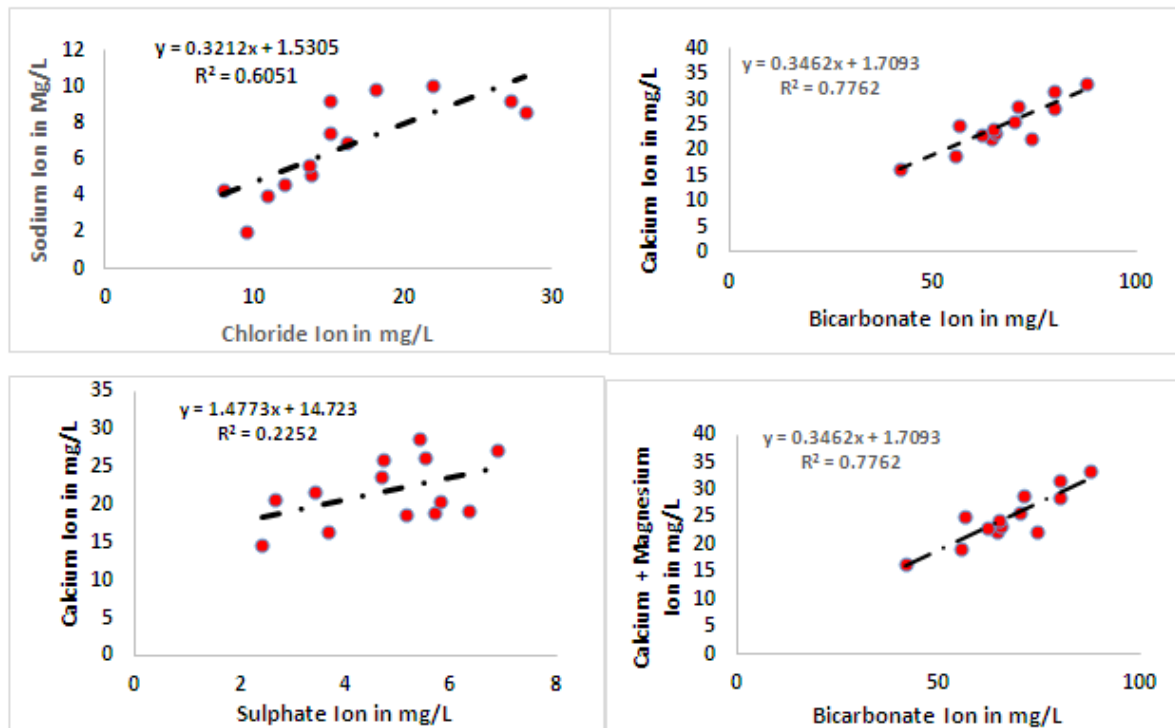 y = 0.3212x + 1.5305
R² = 0.6051
Sodium Ion in Mg/L
12
10
8
6
4
2
0
0
10
20
30
Chloride Ion in mg/L
y = 0.3462x + 1.7093
R² = 0.7762
Calcium Ion in mg/L
40
35
30
25
20
15
10
5
0
0
50
100
Bicarbonate Ion in mg/L
y = 1.4773x + 14.723
R² = 0.2252
Calcium Ion in mg/L
35
30
25
20
15
10
5
0
0
2
4
6
8
Sulphate Ion in mg/L
y = 0.3462x + 1.7093
R² = 0.7762
Calcium + Magnesium
Ion in mg/L
40
35
30
25
20
15
10
5
0
0
50
100
Bicarbonate Ion in mg/L